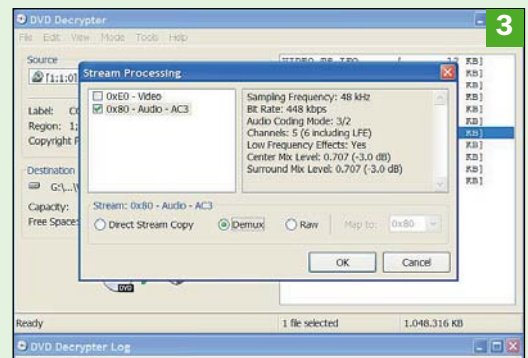 3
DVD Decrypter
File Edit View Mode Tools Help
Source
[1:1:0]
Label:
Region: 1;
Copyright
Destination
G:\...\
Capacity:
Free Space:
Stream Processing
0xE0 - Video
0x80 - Audio - AC3
Sampling Frequency: 48 kHz
Bit Rate: 448 kbps
Audio Coding Mode: 3/2
Channels: 5 (6 including LFE)
Low Frequency Effects: Yes
Center Mix Level: 0.707 (-3.0 dB)
Surround Mix Level: 0.707 (-3.0 dB)
Stream: 0x80 - Audio - AC3
Direct Stream Copy Demux Raw Map to: 0x80
OK Cancel
KB]
KB]
KB]
KB]
KB]
KB]
KB]
KB]
DVD
Ready 1 file selected 1.048.316 KB
DVD Decrypter Log